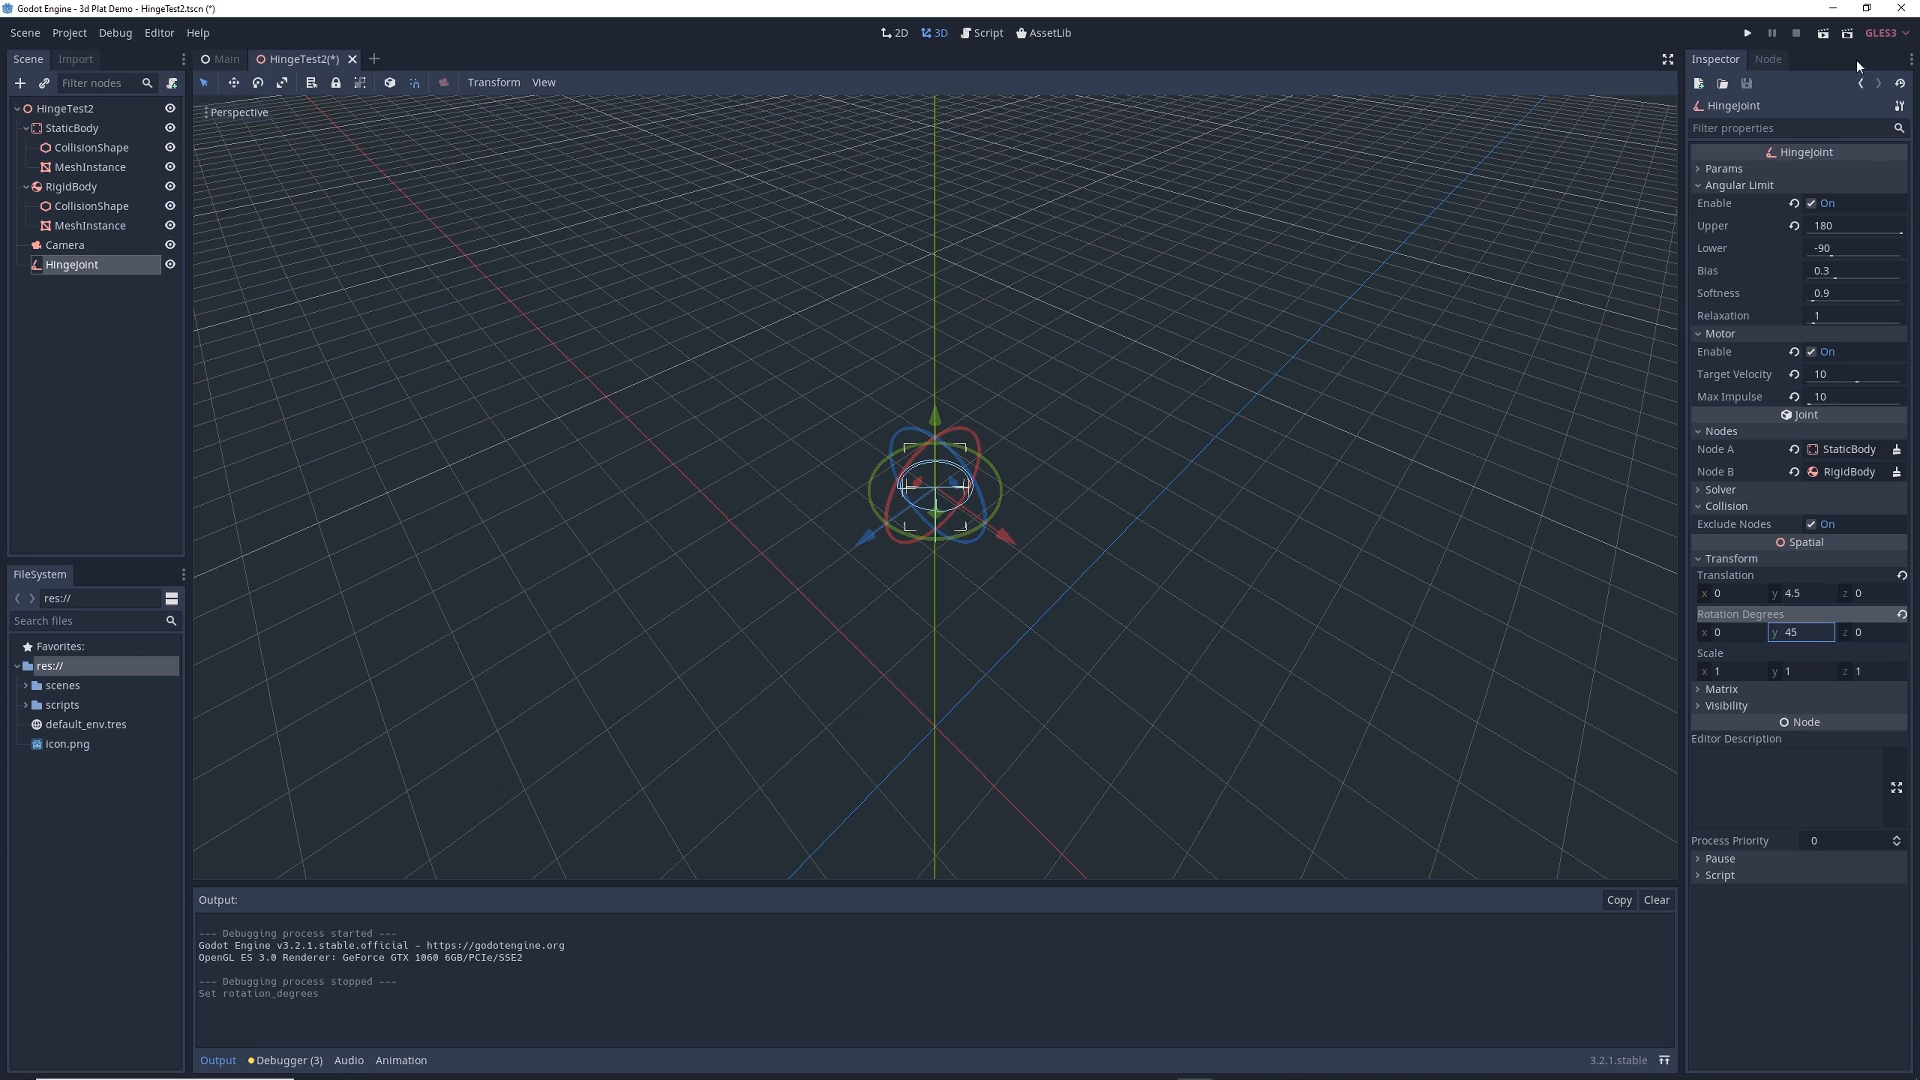 Godot Engine - 3d Plat Demo - HingeTest2.tscn (*)
Scene Project Debug Editor Help
2D 3D Script AssetLib
GLES3
Scene Import
Filter nodes
HingeTest2
StaticBody
CollisionShape
MeshInstance
RigidBody
CollisionShape
MeshInstance
Camera
HingeJoint
FileSystem
res://
Search files
Favorites:
res://
scenes
scripts
default_env.tres
icon.png
Main HingeTest2(*)
Transform View
Perspective
Output:
Copy Clear
--- Debugging process started ---
Godot Engine v3.2.1.stable.official - https://godotengine.org
OpenGL ES 3.0 Renderer: GeForce GTX 1060 6GB/PCIe/SSE2
--- Debugging process stopped ---
Set rotation_degrees
Output Debugger (3) Audio Animation
3.2.1.stable
Inspector Node
HingeJoint
Filter properties
HingeJoint
Params
Angular Limit
Enable On
Upper 180
Lower -90
Bias 0.3
Softness 0.9
Relaxation 1
Motor
Enable On
Target Velocity 10
Max Impulse 10
Joint
Nodes
Node A StaticBody
Node B RigidBody
Solver
Collision
Exclude Nodes On
Spatial
Transform
Translation
x 0 y 4.5 z 0
Rotation Degrees
x 0 y 45 z 0
Scale
x 1 y 1 z 1
Matrix
Visibility
Node
Editor Description
Process Priority 0
Pause
Script